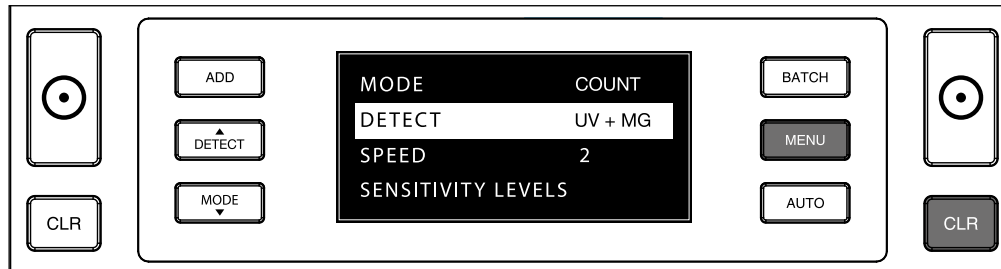 ADD
DETECT
MODE
CLR
MODE COUNT
DETECT UV + MG
SPEED 2
SENSITIVITY LEVELS
BATCH
MENU
AUTO
CLR